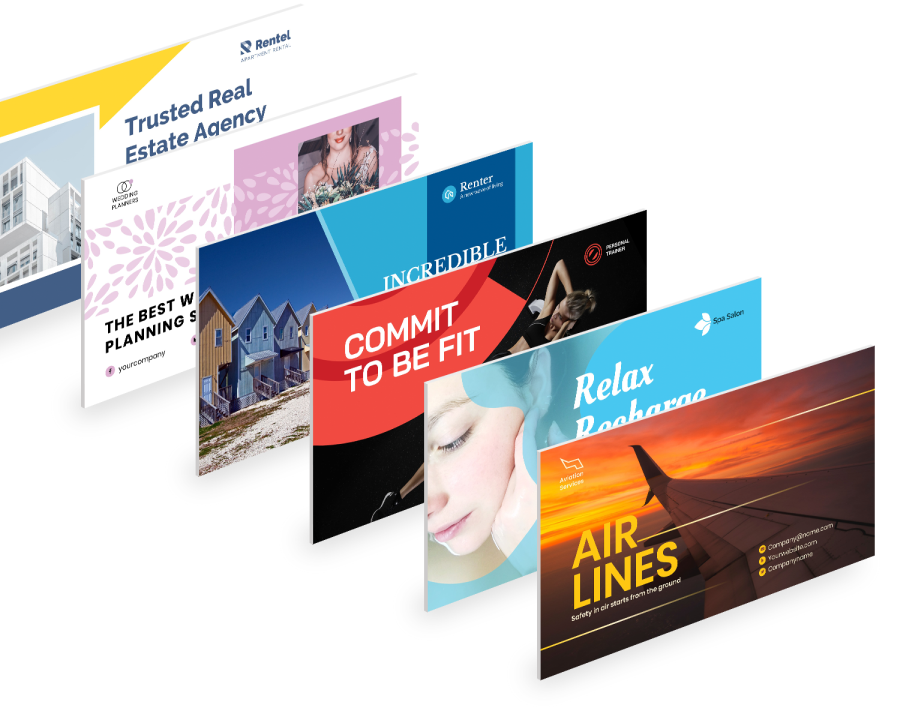 Rentel
APARTMENT RENTAL
Trusted Real
Estate Agency
WEDDING
PLANNERS
THE BEST W
PLANNING S
f yourcompany
Renter
A new wave of living
INCREDIBLE
PERSONAL
TRAINER
COMMIT
TO BE FIT
Spa Salon
Relax
Recharge
Aviation
Services
AIR
LINES
Safety in air starts from the ground
Company@name.com
Yourwebsite.com
Companyname